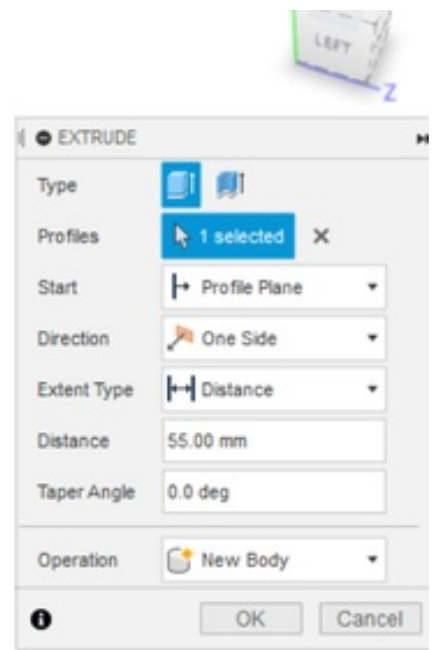 LEFT
Z
EXTRUDE
Type
Profiles 1 selected
Start Profile Plane
Direction One Side
Extent Type Distance
Distance 55.00 mm
Taper Angle 0.0 deg
Operation New Body
OK Cancel